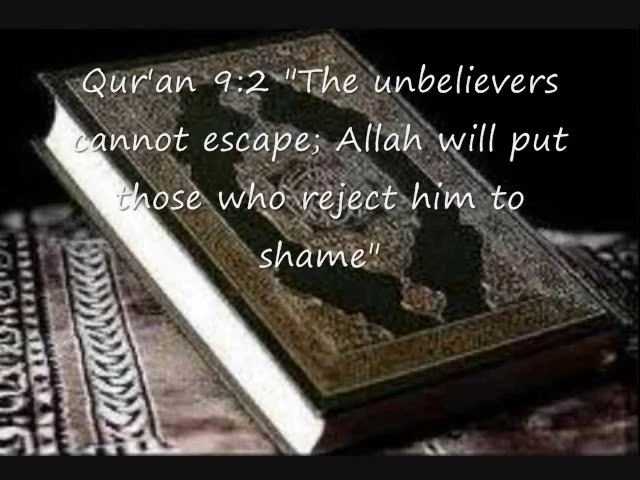 Qur'an 9:2 "The unbelievers
cannot escape; Allah will put
those who reject him to
shame"